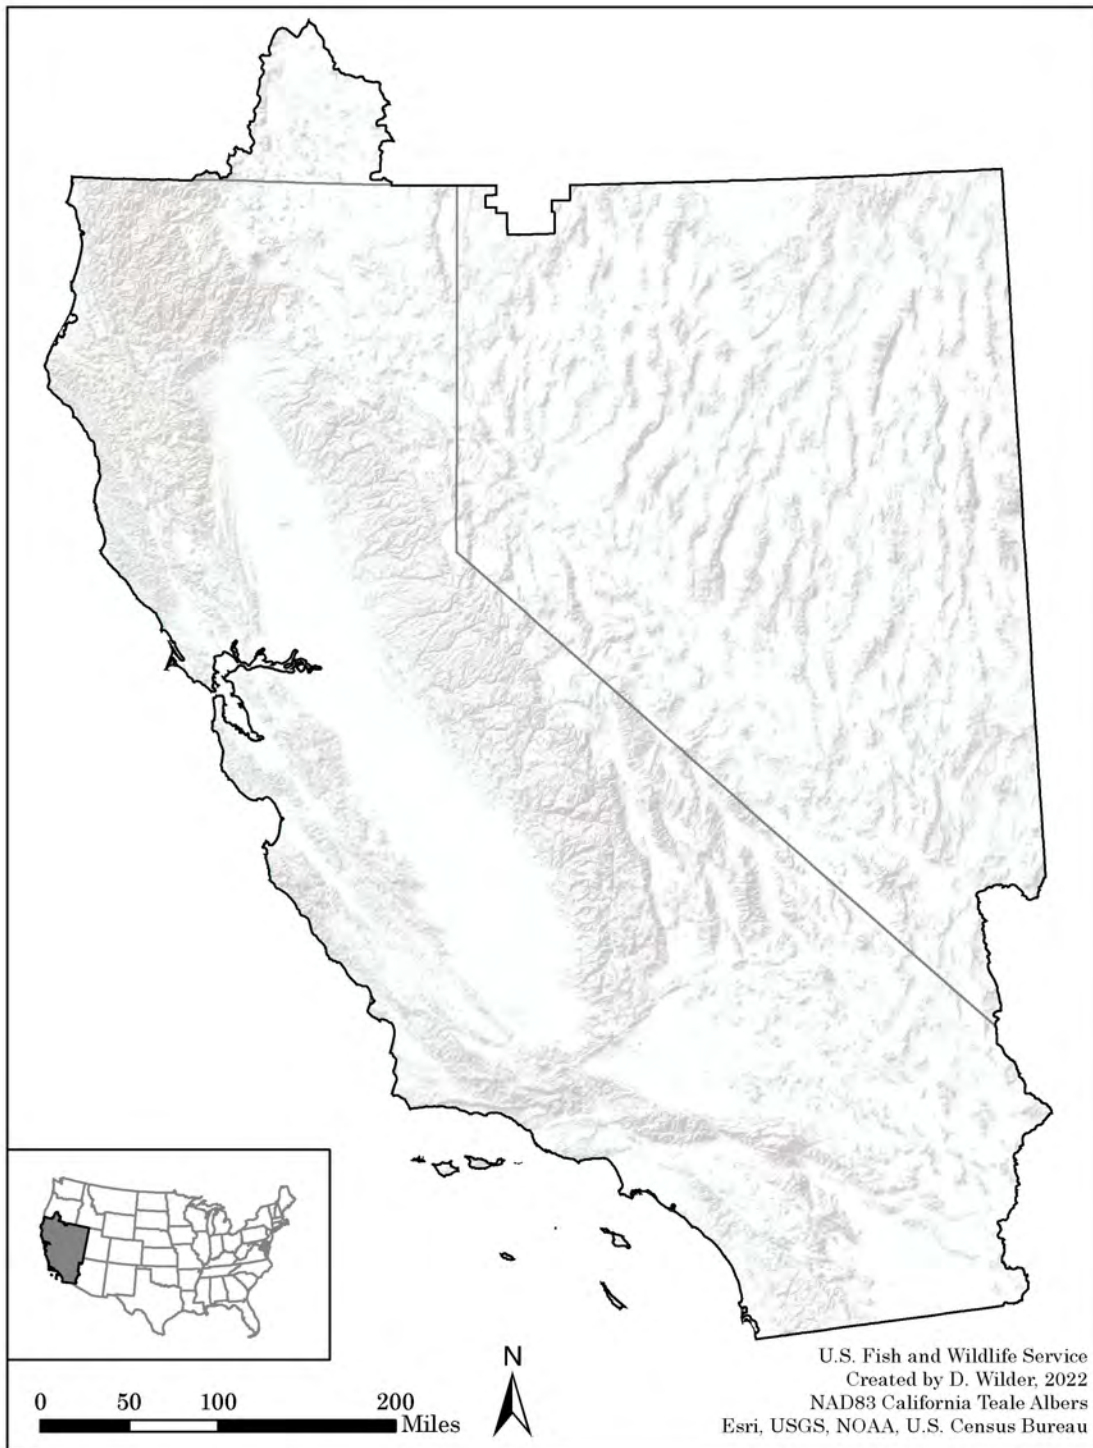 N
0 50 100 200
Miles
U.S. Fish and Wildlife Service
Created by D. Wilder, 2022
NAD83 California Teale Albers
Esri, USGS, NOAA, U.S. Census Bureau